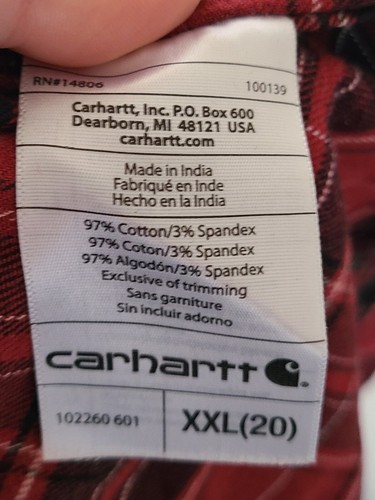 RN#14806 100139
Carhartt, Inc. P.O. Box 600
Dearborn, MI 48121 USA
carhartt.com
Made in India
Fabriqué en Inde
Hecho en la India
97% Cotton/3% Spandex
97% Coton/3% Spandex
97% Algodón/3% Spandex
Exclusive of trimming
Sans garniture
Sin incluir adorno
carhartt
102260 601 XXL(20)